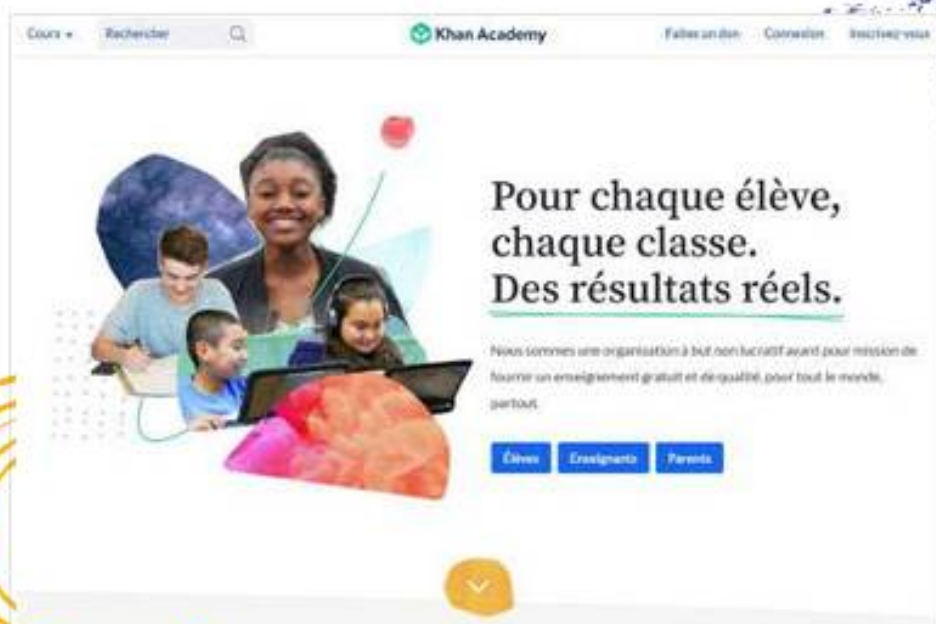 Cours
Rechercher
Khan Academy
Faites un don
Connexion
Inscrivez-vous
Pour chaque élève,
chaque classe.
Des résultats réels.
Nous sommes une organisation à but non lucratif ayant pour mission de
fournir un enseignement gratuit et de qualité, pour tout le monde,
partout.
Élèves
Enseignants
Parents